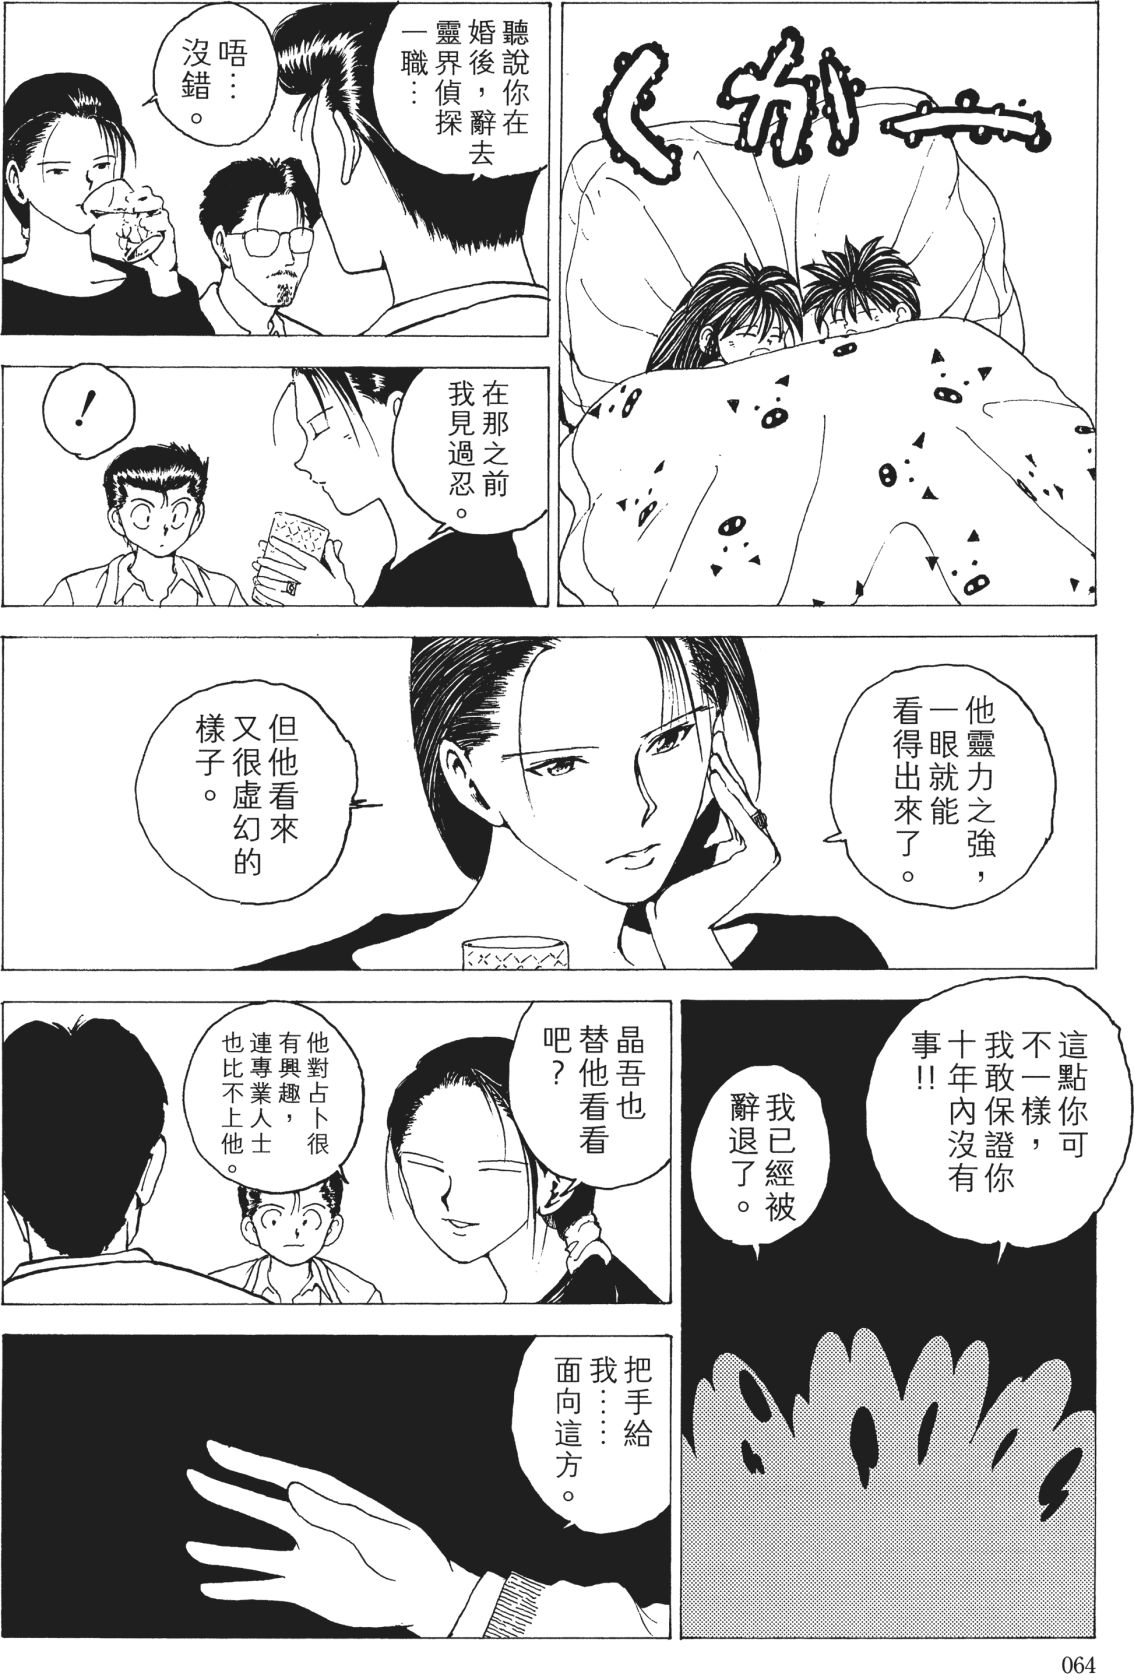 くかー
聽說你在
婚後，辭去
靈界偵探
一職…
唔…
沒錯。
在那之前
我見過忍。
！
他靈力之強，
一眼就能
看得出來了。
但他看來
又很虛幻的
樣子。
這點你可
不一樣，
我敢保證你
十年內沒有
事!!
我已經被
辭退了。
晶吾也
替他看看
吧？
他對占卜很
有興趣，
連專業人士
也比不上他。
把手給
我……
面向這方。
064